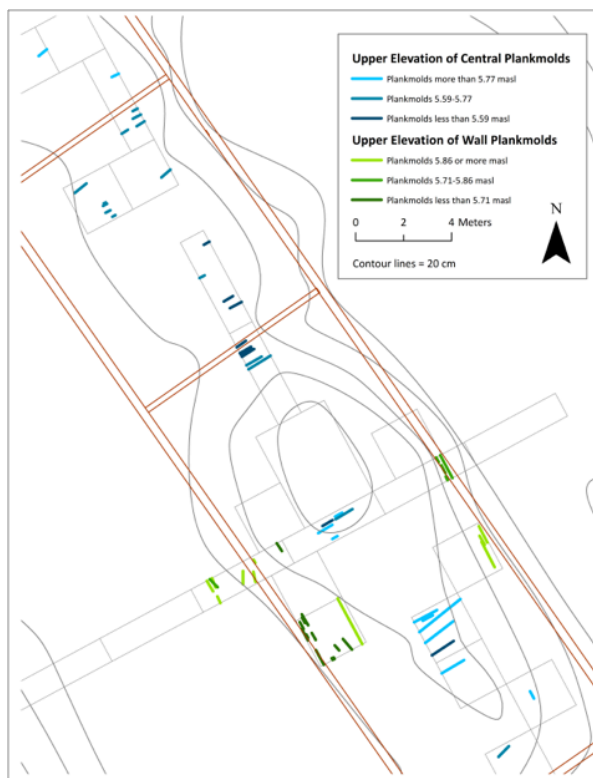 Upper Elevation of Central Plankmolds
Plankmolds more than 5.77 masl
Plankmolds 5.59-5.77
Plankmolds less than 5.59 masl
Upper Elevation of Wall Plankmolds
Plankmolds 5.86 or more masl
Plankmolds 5.71-5.86 masl
Plankmolds less than 5.71 masl
0 2 4 Meters
N
Contour lines = 20 cm